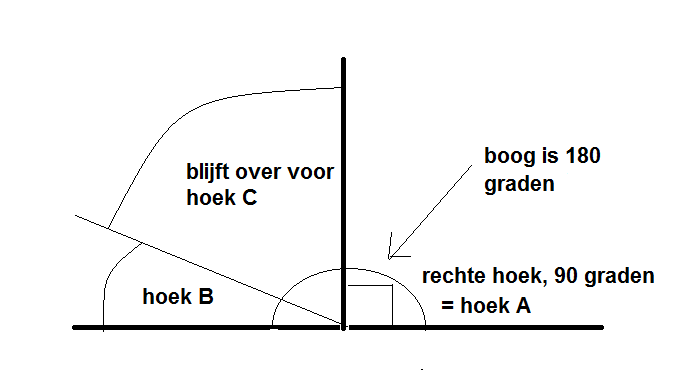 blijft over voor
hoek C
boog is 180
graden
hoek B
rechte hoek, 90 graden
= hoek A